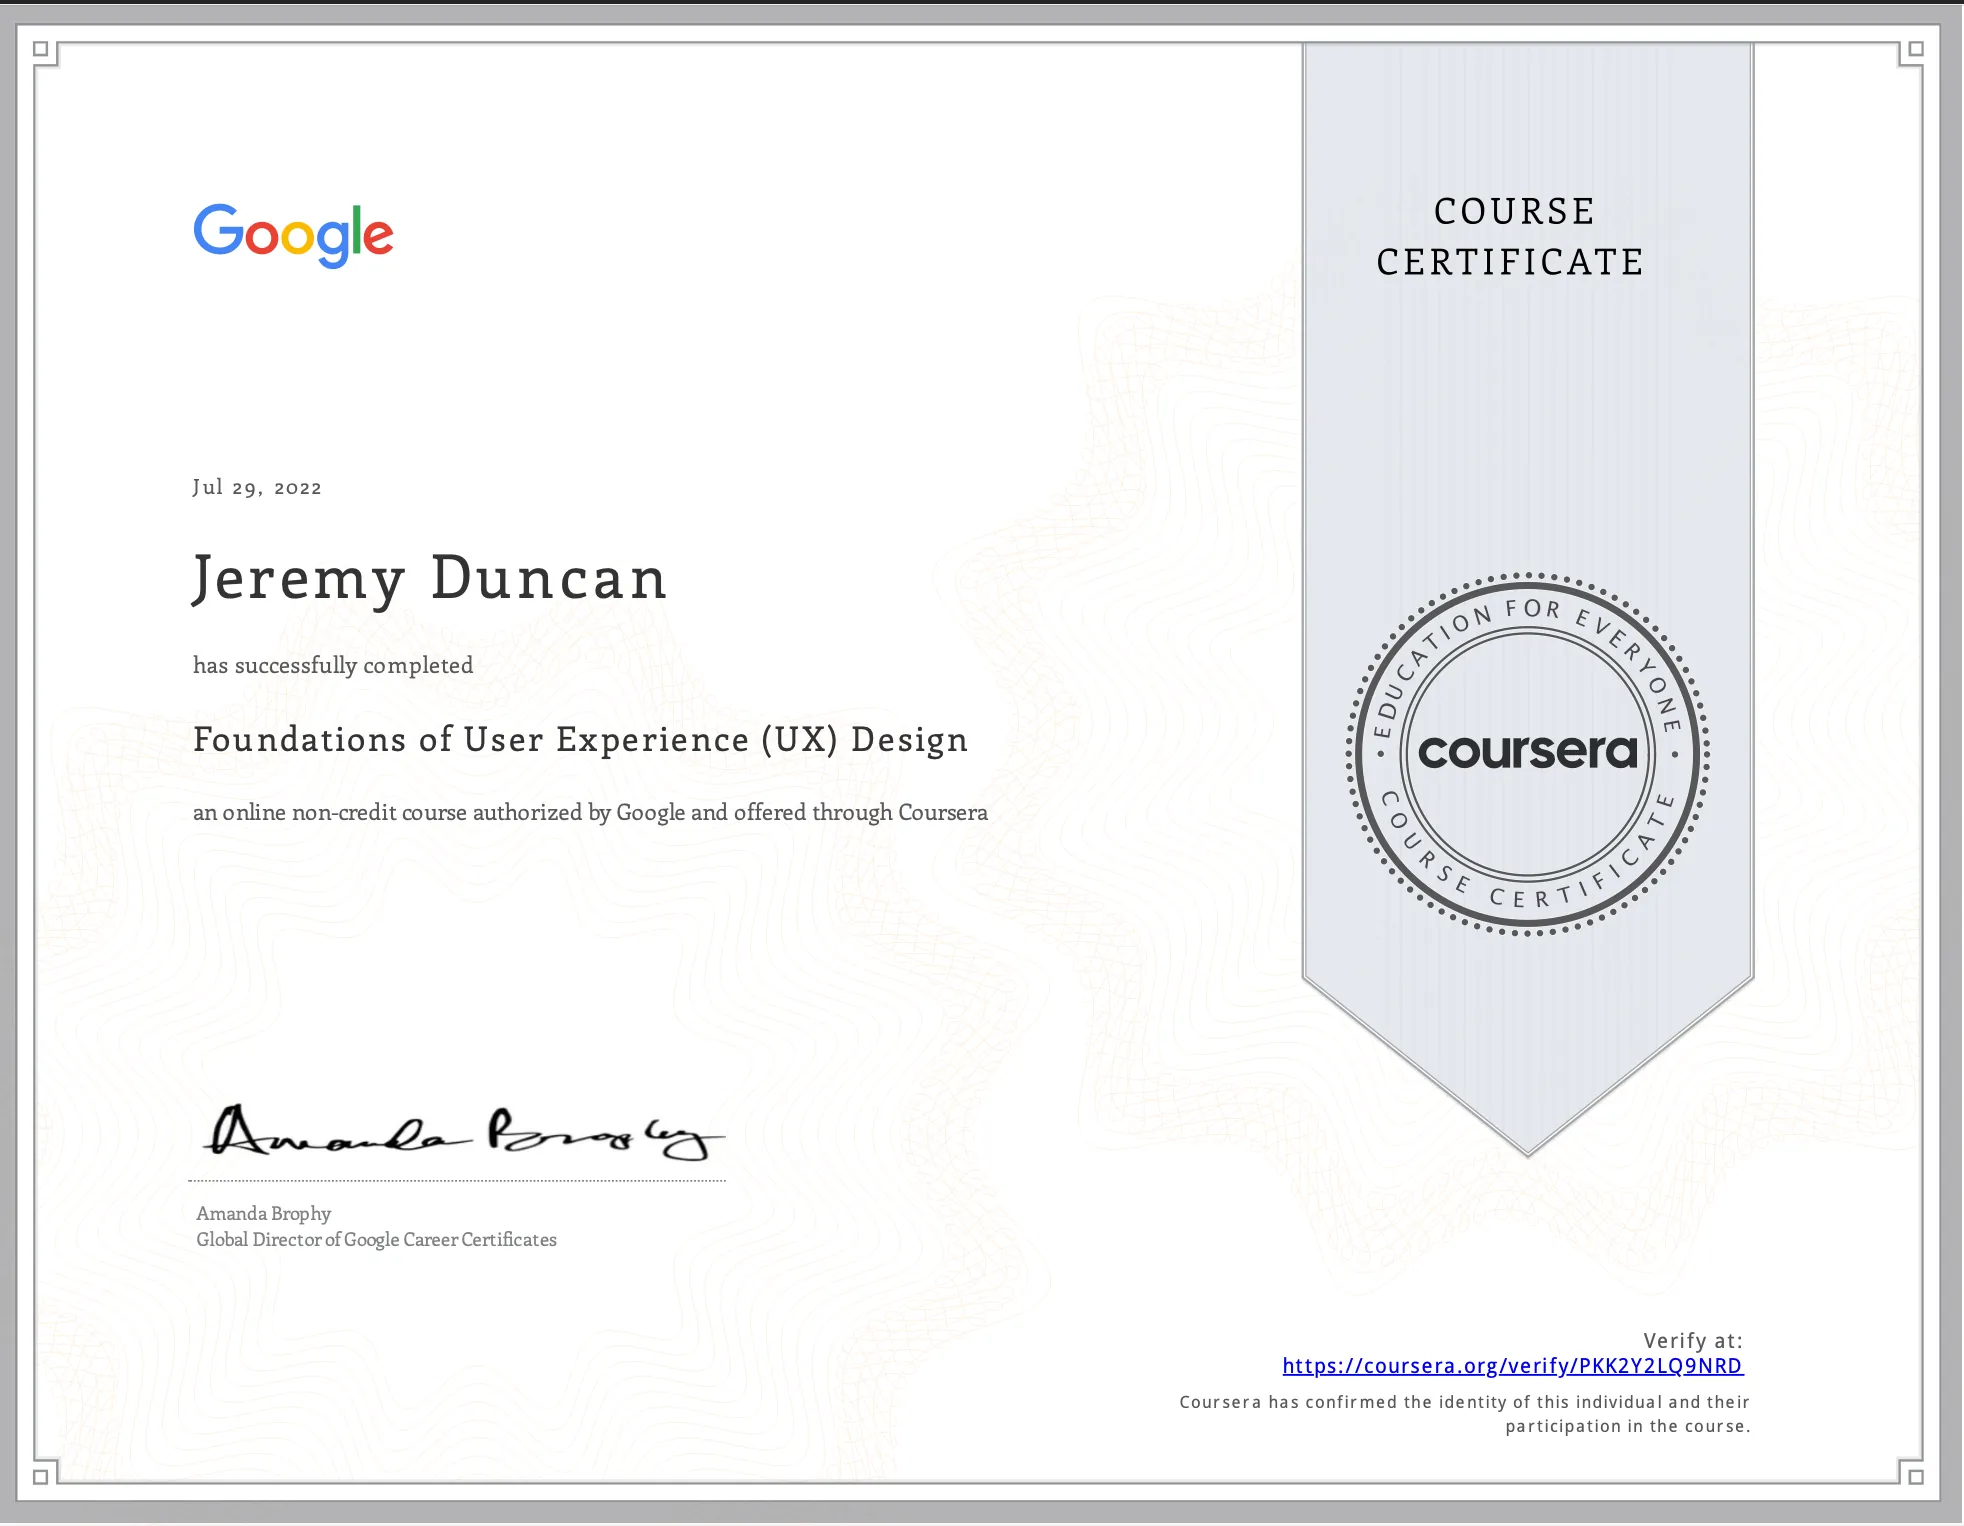 Google
COURSE
CERTIFICATE
Jul 29, 2022
Jeremy Duncan
has successfully completed
Foundations of User Experience (UX) Design
an online non-credit course authorized by Google and offered through Coursera
EDUCATION FOR EVERYONE
coursera
COURSE CERTIFICATE
Amanda Brophy
Amanda Brophy
Global Director of Google Career Certificates
Verify at:
https://coursera.org/verify/PKK2Y2LQ9NRD
Coursera has confirmed the identity of this individual and their
participation in the course.